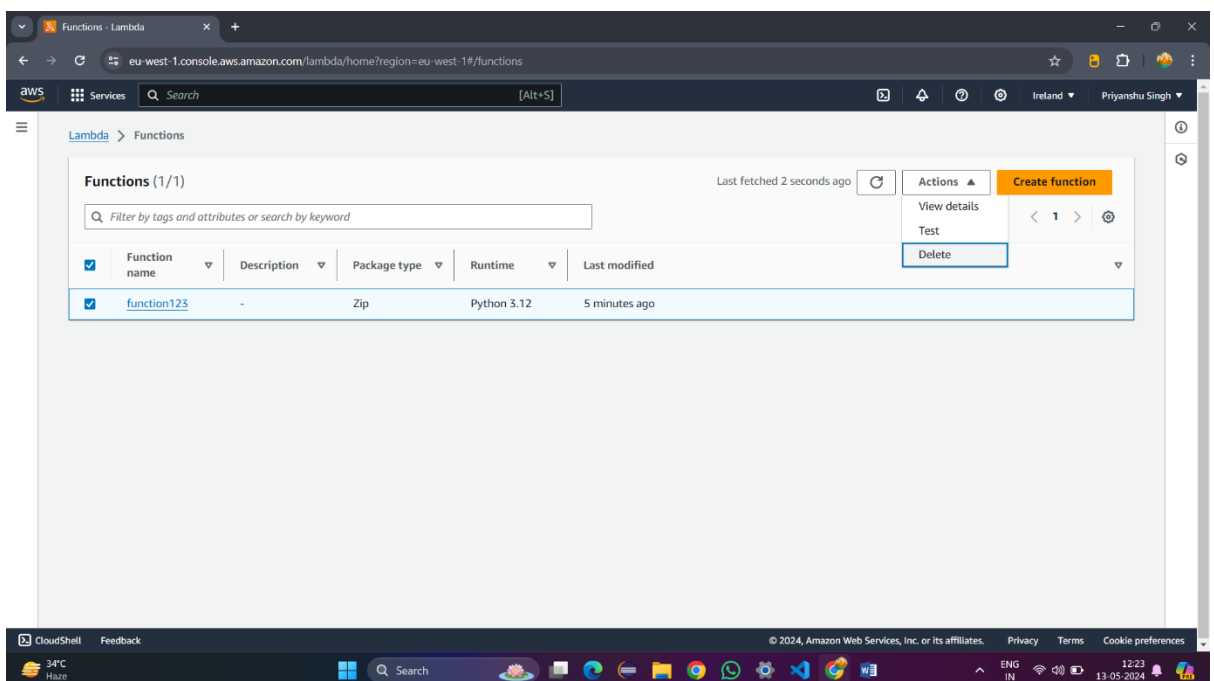 Functions - Lambda
eu-west-1.console.aws.amazon.com/lambda/home?region=eu-west-1#/functions
aws Services Search [Alt+S] Ireland Priyanshu Singh
Lambda > Functions
Functions (1/1) Last fetched 2 seconds ago Actions Create function
View details
Filter by tags and attributes or search by keyword < 1 >
Test
Delete
Function name Description Package type Runtime Last modified
function123 - Zip Python 3.12 5 minutes ago
CloudShell Feedback © 2024, Amazon Web Services, Inc. or its affiliates. Privacy Terms Cookie preferences
34°C
Haze
Search
ENG
IN
12:23
13-05-2024